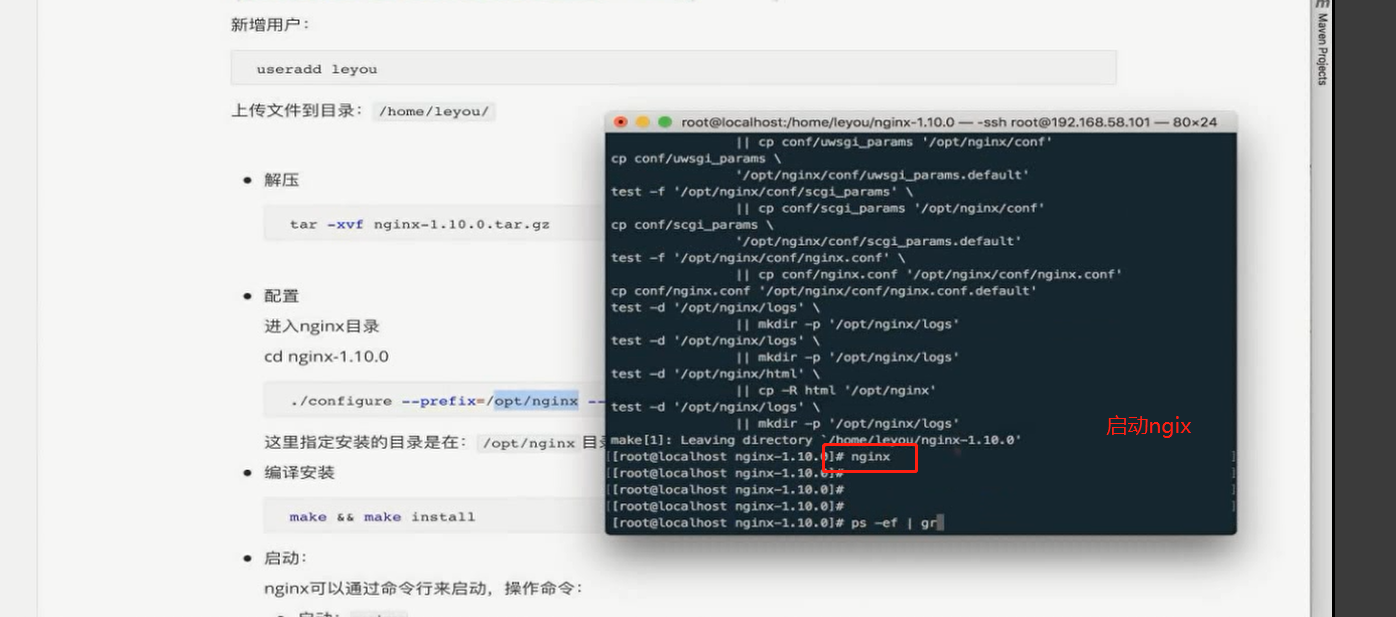 新增用户：
useradd leyou
上传文件到目录： /home/leyou/
解压
tar -xvf nginx-1.10.0.tar.gz
配置
进入nginx目录
cd nginx-1.10.0
./configure --prefix=/opt/nginx --
这里指定安装的目录是在： /opt/nginx 目
编译安装
make && make install
启动：
nginx可以通过命令行来启动，操作命令：
root@localhost:/home/leyou/nginx-1.10.0 — -ssh root@192.168.58.101 — 80×24
|| cp conf/uwsgi_params '/opt/nginx/conf'
cp conf/uwsgi_params \
'/opt/nginx/conf/uwsgi_params.default'
test -f '/opt/nginx/conf/scgi_params' \
|| cp conf/scgi_params '/opt/nginx/conf'
cp conf/scgi_params \
'/opt/nginx/conf/scgi_params.default'
test -f '/opt/nginx/conf/nginx.conf' \
|| cp conf/nginx.conf '/opt/nginx/conf/nginx.conf'
cp conf/nginx.conf '/opt/nginx/conf/nginx.conf.default'
test -d '/opt/nginx/logs' \
|| mkdir -p '/opt/nginx/logs'
test -d '/opt/nginx/logs' \
|| mkdir -p '/opt/nginx/logs'
test -d '/opt/nginx/html' \
|| cp -R html '/opt/nginx'
test -d '/opt/nginx/logs' \
|| mkdir -p '/opt/nginx/logs'
make[1]: Leaving directory `/home/leyou/nginx-1.10.0'
[[root@localhost nginx-1.10.0]# nginx ]
[[root@localhost nginx-1.10.0]# ]
[[root@localhost nginx-1.10.0]# ]
[[root@localhost nginx-1.10.0]# ]
[root@localhost nginx-1.10.0]# ps -ef | gr
启动ngix
Maven Projects